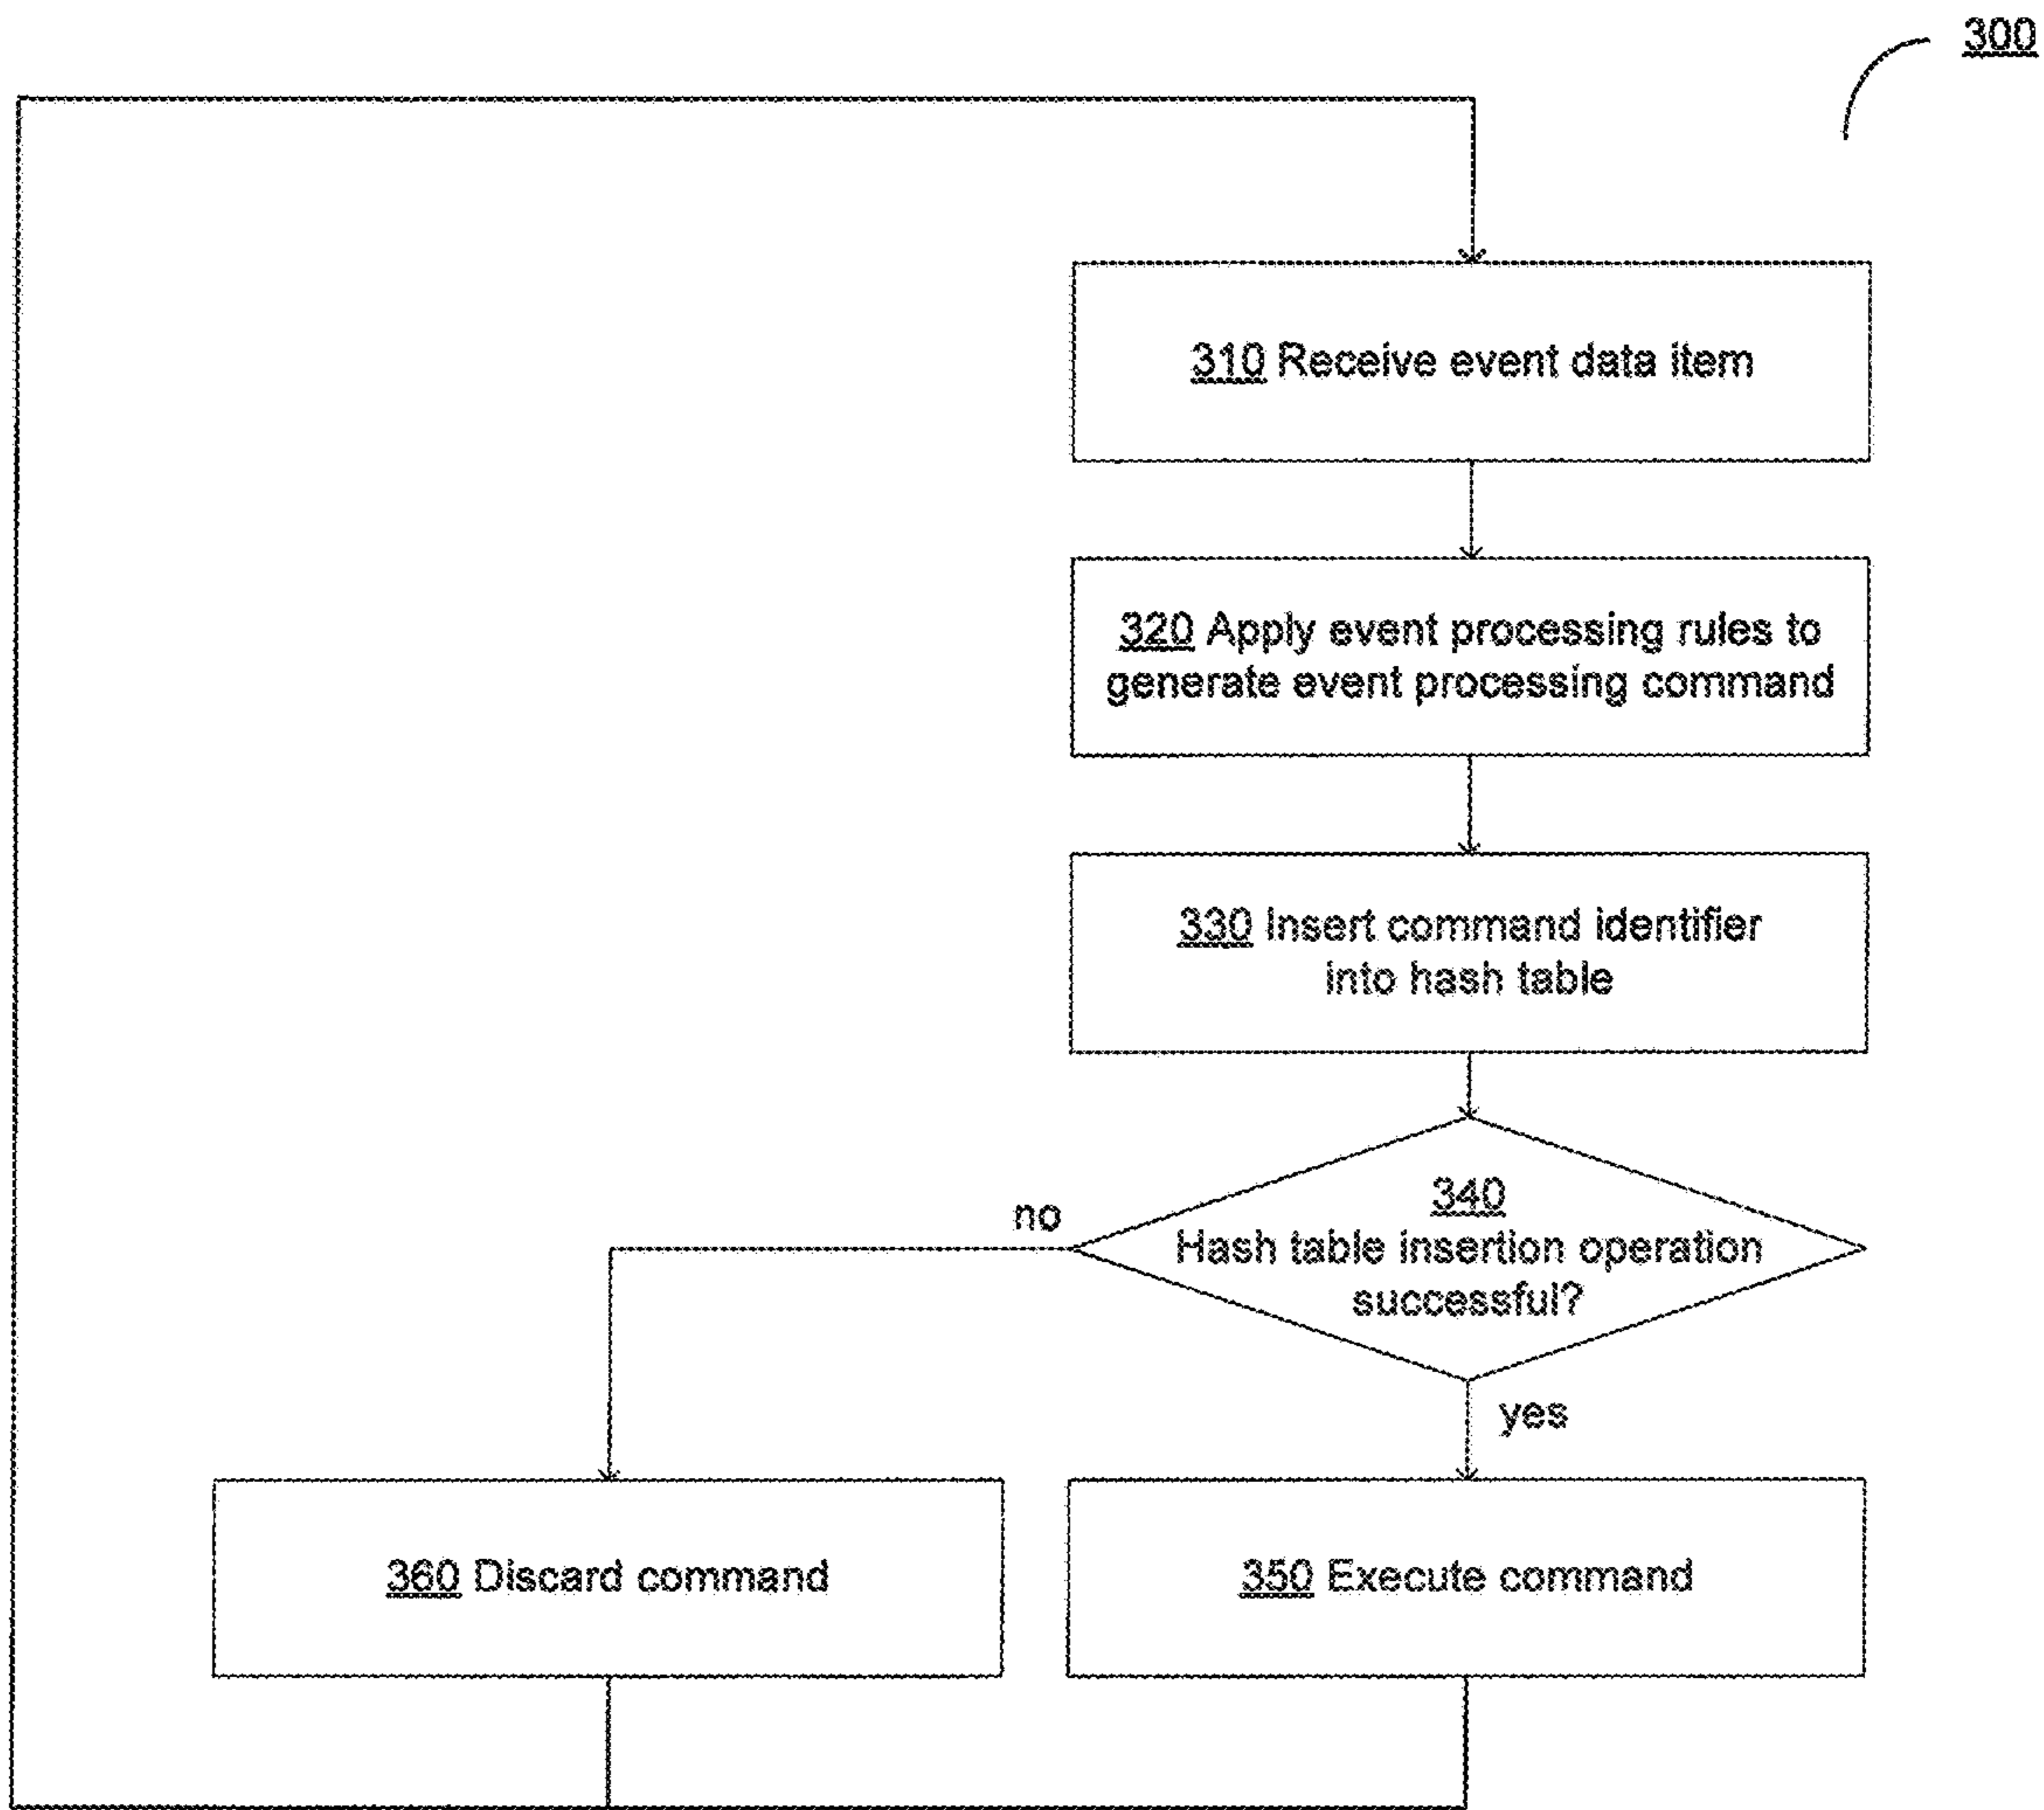 300
310 Receive event data item
320 Apply event processing rules to
generate event processing command
330 Insert command identifier
into hash table
340
Hash table insertion operation
successful?
no
yes
360 Discard command
350 Execute command